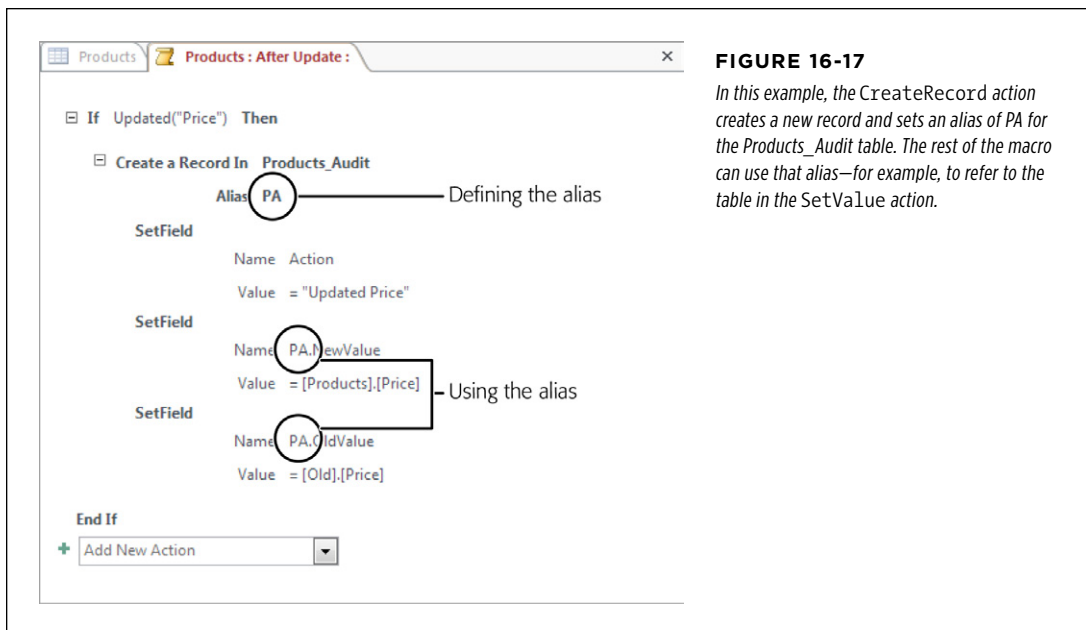 Products
Products : After Update :
×
If Updated("Price") Then
Create a Record In Products_Audit
Alias PA
Defining the alias
SetField
Name Action
Value = "Updated Price"
SetField
Name PA.NewValue
Value = [Products].[Price]
Using the alias
SetField
Name PA.OldValue
Value = [Old].[Price]
End If
Add New Action
FIGURE 16-17
In this example, the CreateRecord action
creates a new record and sets an alias of PA for
the Products_Audit table. The rest of the macro
can use that alias—for example, to refer to the
table in the SetValue action.